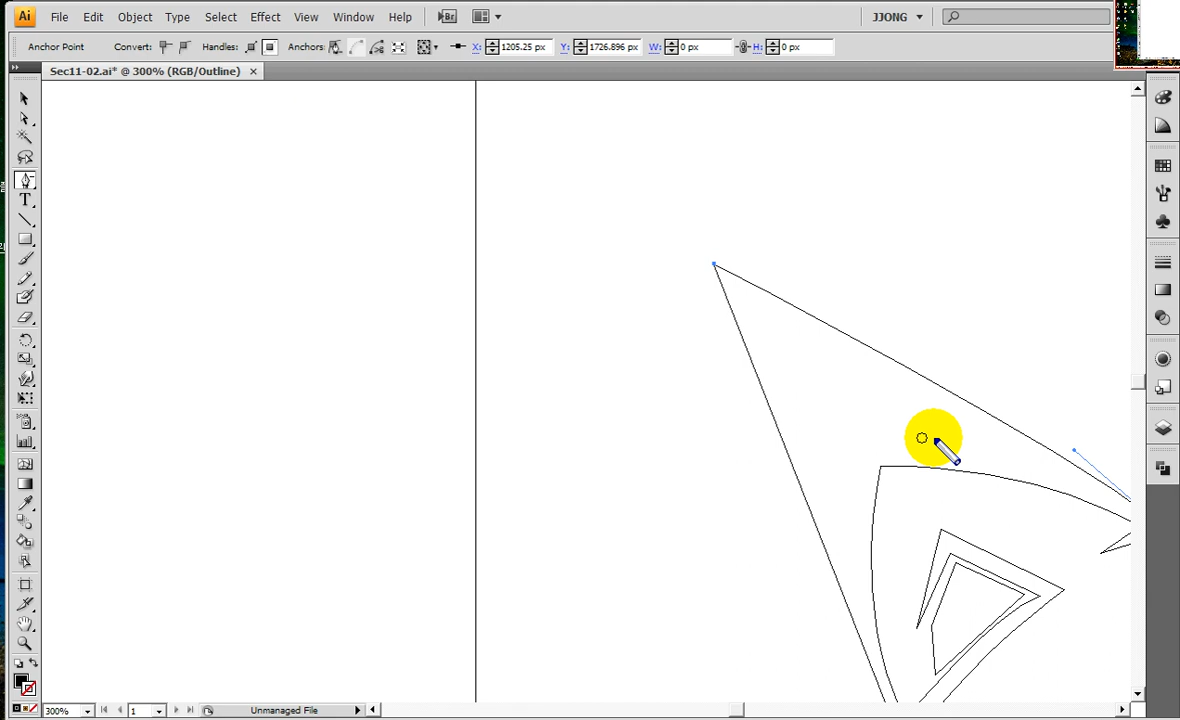 Ai File Edit Object Type Select Effect View Window Help Br JJONG
Anchor Point Convert: Handles: Anchors: X: 1205.25 px Y: 1726.896 px W: 0 px H: 0 px
Sec11-02.ai* @ 300% (RGB/Outline) ×
T
300% 1 Unmanaged File